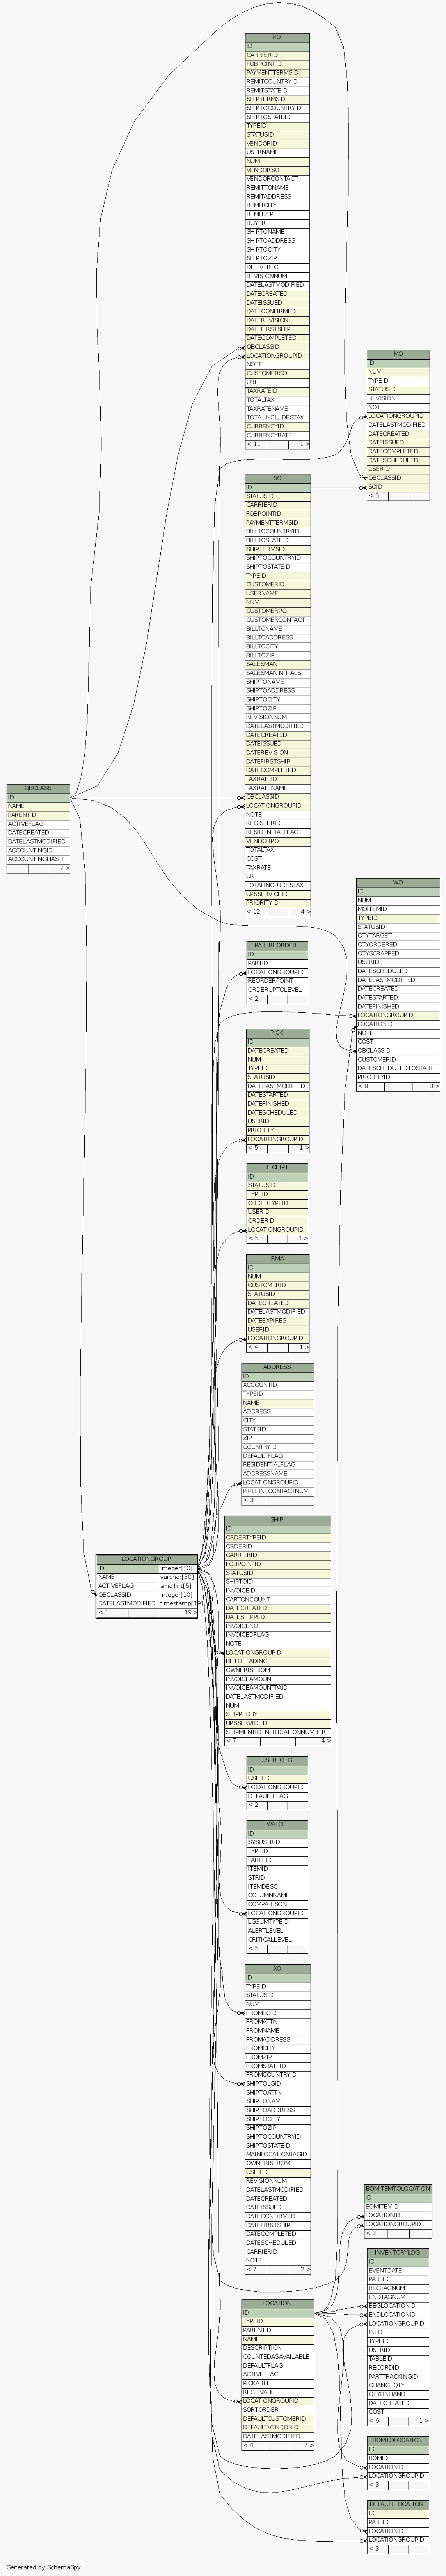 PO
ID
CARRIERID
FOBPOINTID
PAYMENTTERMSID
REMITCOUNTRYID
REMITSTATEID
SHIPTERMSID
SHIPTOCOUNTRYID
SHIPTOSTATEID
TYPEID
STATUSID
VENDORID
USERNAME
NUM
VENDORSO
VENDORCONTACT
REMITTONAME
REMITADDRESS
REMITCITY
REMITZIP
BUYER
SHIPTONAME
SHIPTOADDRESS
SHIPTOCITY
SHIPTOZIP
DELIVERTO
REVISIONNUM
DATELASTMODIFIED
DATECREATED
DATEISSUED
DATECONFIRMED
DATEREVISION
DATEFIRSTSHIP
DATECOMPLETED
QBCLASSID
LOCATIONGROUPID
NOTE
CUSTOMERSO
URL
TAXRATEID
TOTALTAX
TAXRATENAME
TOTALINCLUDESTAX
CURRENCYID
CURRENCYRATE
< 11 1 >
MO
ID
NUM
TYPEID
STATUSID
REVISION
NOTE
LOCATIONGROUPID
DATELASTMODIFIED
DATECREATED
DATEISSUED
DATECOMPLETED
DATESCHEDULED
USERID
QBCLASSID
SOID
< 5
SO
ID
STATUSID
CARRIERID
FOBPOINTID
PAYMENTTERMSID
BILLTOCOUNTRYID
BILLTOSTATEID
SHIPTERMSID
SHIPTOCOUNTRYID
SHIPTOSTATEID
TYPEID
CUSTOMERID
USERNAME
NUM
CUSTOMERPO
CUSTOMERCONTACT
BILLTONAME
BILLTOADDRESS
BILLTOCITY
BILLTOZIP
SALESMAN
SALESMANINITIALS
SHIPTONAME
SHIPTOADDRESS
SHIPTOCITY
SHIPTOZIP
REVISIONNUM
DATELASTMODIFIED
DATECREATED
DATEISSUED
DATEREVISION
DATEFIRSTSHIP
DATECOMPLETED
TAXRATEID
TAXRATENAME
QBCLASSID
LOCATIONGROUPID
NOTE
REGISTERID
RESIDENTIALFLAG
VENDORPO
TOTALTAX
COST
TAXRATE
URL
TOTALINCLUDESTAX
UPSSERVICEID
PRIORITYID
< 12 4 >
QBCLASS
ID
NAME
PARENTID
ACTIVEFLAG
DATECREATED
DATELASTMODIFIED
ACCOUNTINGID
ACCOUNTINGHASH
7 >
WO
ID
NUM
MOITEMID
TYPEID
STATUSID
QTYTARGET
QTYORDERED
QTYSCRAPPED
USERID
DATESCHEDULED
DATELASTMODIFIED
DATECREATED
DATESTARTED
DATEFINISHED
LOCATIONGROUPID
LOCATIONID
NOTE
COST
QBCLASSID
CUSTOMERID
DATESCHEDULEDTOSTART
PRIORITYID
< 8 3 >
PARTREORDER
ID
PARTID
LOCATIONGROUPID
REORDERPOINT
ORDERUPTOLEVEL
< 2
PICK
ID
DATECREATED
NUM
TYPEID
STATUSID
DATELASTMODIFIED
DATESTARTED
DATEFINISHED
DATESCHEDULED
USERID
PRIORITY
LOCATIONGROUPID
< 5 1 >
RECEIPT
ID
STATUSID
TYPEID
ORDERTYPEID
USERID
ORDERID
LOCATIONGROUPID
< 5 1 >
RMA
ID
NUM
CUSTOMERID
STATUSID
DATECREATED
DATELASTMODIFIED
DATEEXPIRES
USERID
LOCATIONGROUPID
< 4 1 >
ADDRESS
ID
ACCOUNTID
TYPEID
NAME
ADDRESS
CITY
STATEID
ZIP
COUNTRYID
DEFAULTFLAG
RESIDENTIALFLAG
ADDRESSNAME
LOCATIONGROUPID
PIPELINECONTACTNUM
< 3
LOCATIONGROUP
ID integer[10]
NAME varchar[30]
ACTIVEFLAG smallint[5]
QBCLASSID integer[10]
DATELASTMODIFIED timestamp[19]
< 1 19 >
SHIP
ID
ORDERTYPEID
ORDERID
CARRIERID
FOBPOINTID
STATUSID
SHIPTOID
INVOICEID
CARTONCOUNT
DATECREATED
DATESHIPPED
INVOICENO
INVOICEDFLAG
NOTE
LOCATIONGROUPID
BILLOFLADING
OWNERISFROM
INVOICEAMOUNT
INVOICEAMOUNTPAID
DATELASTMODIFIED
NUM
SHIPPEDBY
UPSSERVICEID
SHIPMENTIDENTIFICATIONNUMBER
< 7 4 >
USERTOLG
ID
USERID
LOCATIONGROUPID
DEFAULTFLAG
< 2
WATCH
ID
SYSUSERID
TYPEID
TABLEID
ITEMID
STRID
ITEMDESC
COLUMNNAME
COMPARISON
LOCATIONGROUPID
LGSUMTYPEID
ALERTLEVEL
CRITICALLEVEL
< 5
XO
ID
TYPEID
STATUSID
NUM
FROMLGID
FROMATTN
FROMNAME
FROMADDRESS
FROMCITY
FROMZIP
FROMSTATEID
FROMCOUNTRYID
SHIPTOLGID
SHIPTOATTN
SHIPTONAME
SHIPTOADDRESS
SHIPTOCITY
SHIPTOZIP
SHIPTOCOUNTRYID
SHIPTOSTATEID
MAINLOCATIONTAGID
OWNERISFROM
USERID
REVISIONNUM
DATELASTMODIFIED
DATECREATED
DATEISSUED
DATECONFIRMED
DATEFIRSTSHIP
DATECOMPLETED
DATESCHEDULED
CARRIERID
NOTE
< 7 2 >
BOMITEMTOLOCATION
ID
BOMITEMID
LOCATIONID
LOCATIONGROUPID
< 3
INVENTORYLOG
ID
EVENTDATE
PARTID
BEGTAGNUM
ENDTAGNUM
BEGLOCATIONID
ENDLOCATIONID
LOCATIONGROUPID
INFO
TYPEID
USERID
TABLEID
RECORDID
PARTTRACKINGID
CHANGEQTY
QTYONHAND
DATECREATED
COST
< 6 1 >
LOCATION
ID
TYPEID
PARENTID
NAME
DESCRIPTION
COUNTEDASAVAILABLE
DEFAULTFLAG
ACTIVEFLAG
PICKABLE
RECEIVABLE
LOCATIONGROUPID
SORTORDER
DEFAULTCUSTOMERID
DEFAULTVENDORID
DATELASTMODIFIED
< 4 7 >
BOMTOLOCATION
ID
BOMID
LOCATIONID
LOCATIONGROUPID
< 3
DEFAULTLOCATION
ID
PARTID
LOCATIONID
LOCATIONGROUPID
< 3
Generated by SchemaSpy